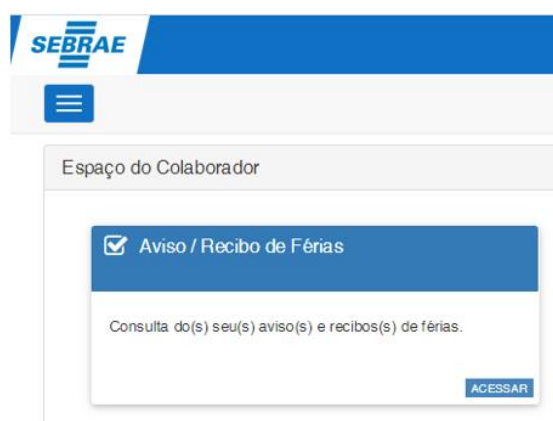 SEBRAE
Espaço do Colaborador
Aviso / Recibo de Férias
Consulta do(s) seu(s) aviso(s) e recibos(s) de férias.
ACESSAR